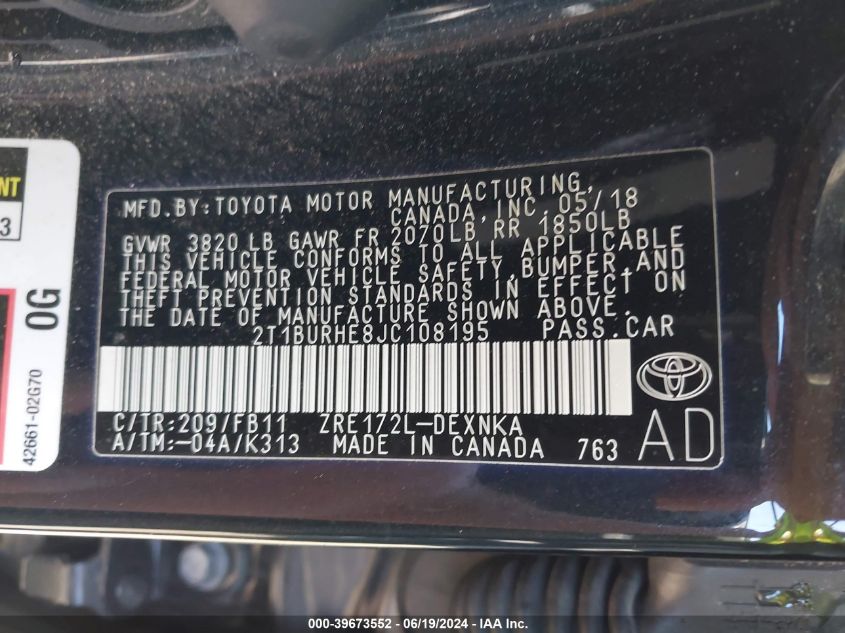 NT
3
0G
42661-02G70
MFD.BY:TOYOTA MOTOR MANUFACTURING,
CANADA, INC. 05/18
GVWR 3820 LB GAWR FR 2070LB RR 1850LB
THIS VEHICLE CONFORMS TO ALL APPLICABLE
FEDERAL MOTOR VEHICLE SAFETY,BUMPER,AND
THEFT PREVENTION STANDARDS IN EFFECT ON
THE DATE OF MANUFACTURE SHOWN ABOVE.
2T1BURHE8JC108195 PASS.CAR
C/TR:209/FB11 ZRE172L-DEXNKA
A/TM:-04A/K313 MADE IN CANADA 763
AD
000-39673552 - 06/19/2024 - IAA Inc.